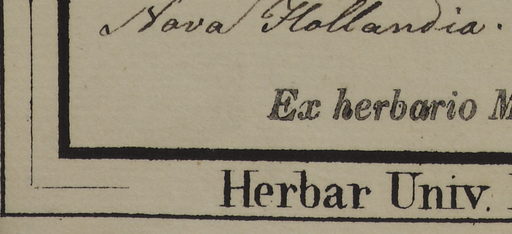 Nova Hollandia.
Ex herbario
Herbar Univ.